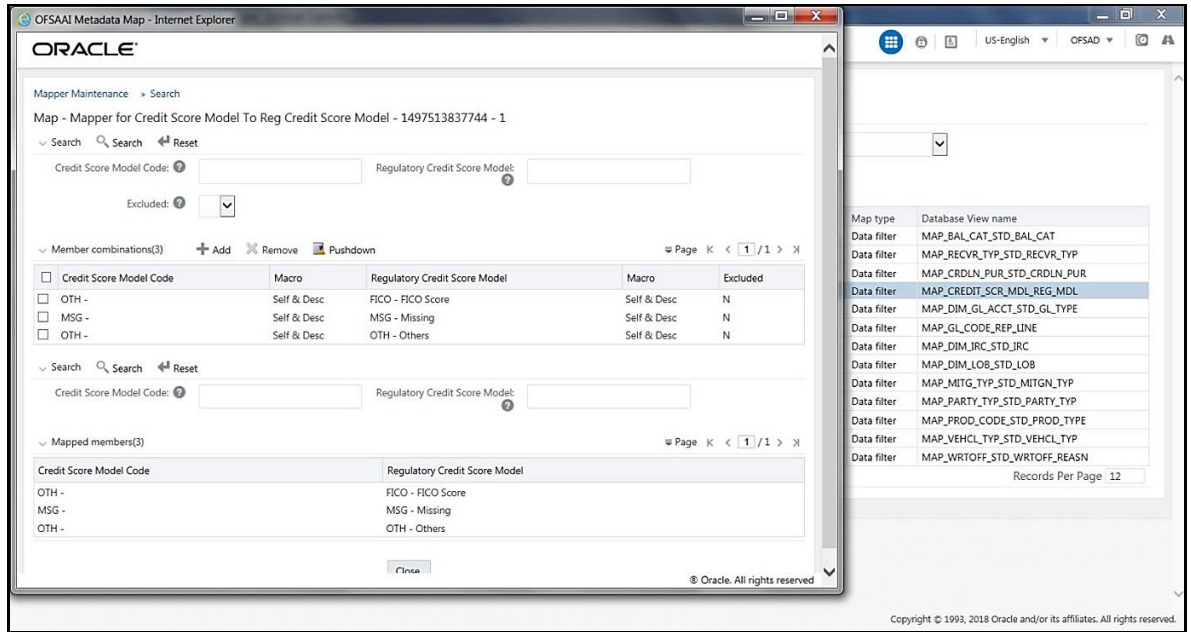 OFSAAI Metadata Map - Internet Explorer
ORACLE
US-English
OFSAD
Mapper Maintenance » Search
Map - Mapper for Credit Score Model To Reg Credit Score Model - 1497513837744 - 1
Search Search Reset
Credit Score Model Code: Regulatory Credit Score Model:
Excluded:
Member combinations(3) Add Remove Pushdown Page 1 / 1
Credit Score Model Code Macro Regulatory Credit Score Model Macro Excluded
OTH - Self & Desc FICO - FICO Score Self & Desc N
MSG - Self & Desc MSG - Missing Self & Desc N
OTH - Self & Desc OTH - Others Self & Desc N
Search Search Reset
Credit Score Model Code: Regulatory Credit Score Model:
Mapped members(3) Page 1 / 1
Credit Score Model Code Regulatory Credit Score Model
OTH - FICO - FICO Score
MSG - MSG - Missing
OTH - OTH - Others
Close
® Oracle. All rights reserved
Map type Database View name
Data filter MAP_BAL_CAT_STD_BAL_CAT
Data filter MAP_RECVR_TYP_STD_RECVR_TYP
Data filter MAP_CRDLN_PUR_STD_CRDLN_PUR
Data filter MAP_CREDIT_SCR_MDL_REG_MDL
Data filter MAP_DIM_GL_ACCT_STD_GL_TYPE
Data filter MAP_GL_CODE_REP_LINE
Data filter MAP_DIM_IRC_STD_IRC
Data filter MAP_DIM_LOB_STD_LOB
Data filter MAP_MITG_TYP_STD_MITGN_TYP
Data filter MAP_PARTY_TYP_STD_PARTY_TYP
Data filter MAP_PROD_CODE_STD_PROD_TYPE
Data filter MAP_VEHCL_TYP_STD_VEHCL_TYP
Data filter MAP_WRTOFF_STD_WRTOFF_REASN
Records Per Page 12
Copyright © 1993, 2018 Oracle and/or its affiliates. All rights reserved.